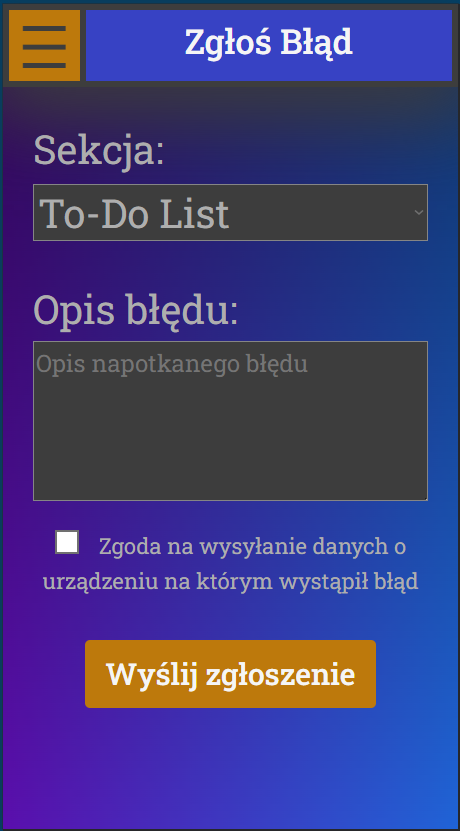 Zgłoś Błąd
Sekcja:
To-Do List
Opis błędu:
Opis napotkanego błędu
Zgoda na wysyłanie danych o
urządzeniu na którym wystąpił błąd
Wyślij zgłoszenie